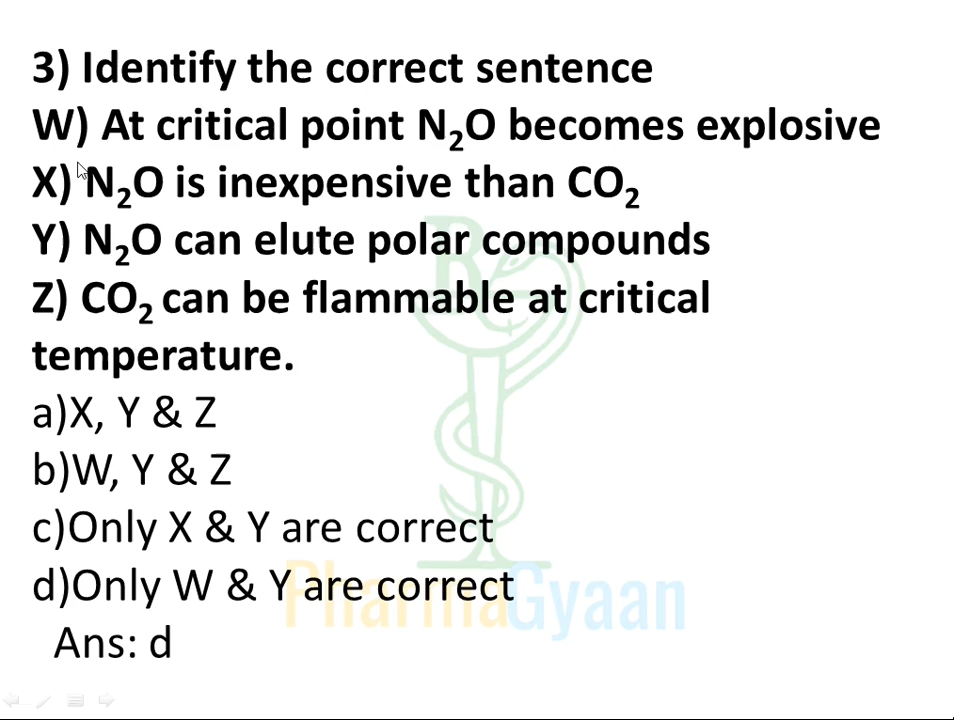 3) Identify the correct sentence
W) At critical point N₂O becomes explosive
X) N₂O is inexpensive than CO₂
Y) N₂O can elute polar compounds
Z) CO₂ can be flammable at critical
temperature.
a)X, Y & Z
b)W, Y & Z
c)Only X & Y are correct
d)Only W & Y are correct
PharmaGyaan
Ans: d